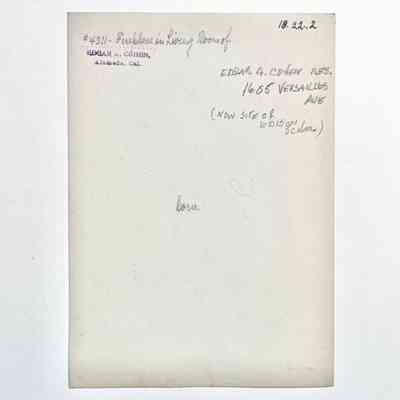 18.22.2
#4321- Fireplace in Living Room of
EDGAR A. COHEN,
Alameda, Cal.
EDGAR A. COHEN RES.
1605 VERSAILLES
AVE
(NOW SITE OF
EDISON
SCHOOL)